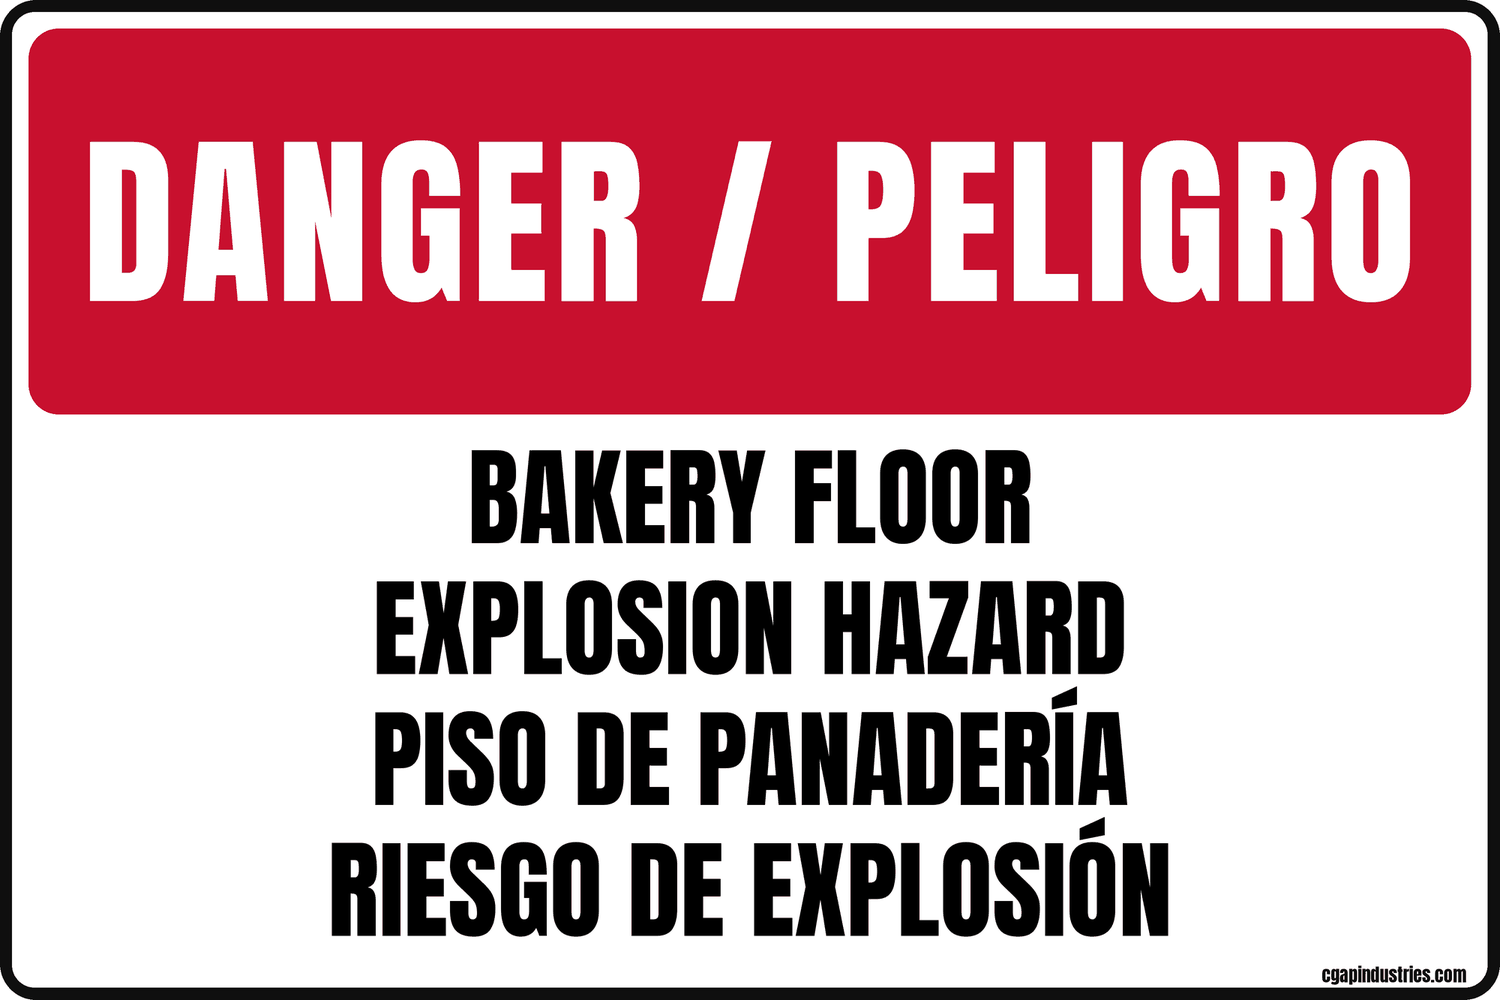 DANGER / PELIGRO
BAKERY FLOOR
EXPLOSION HAZARD
PISO DE PANADERÍA
RIESGO DE EXPLOSIÓN
cgapindustries.com